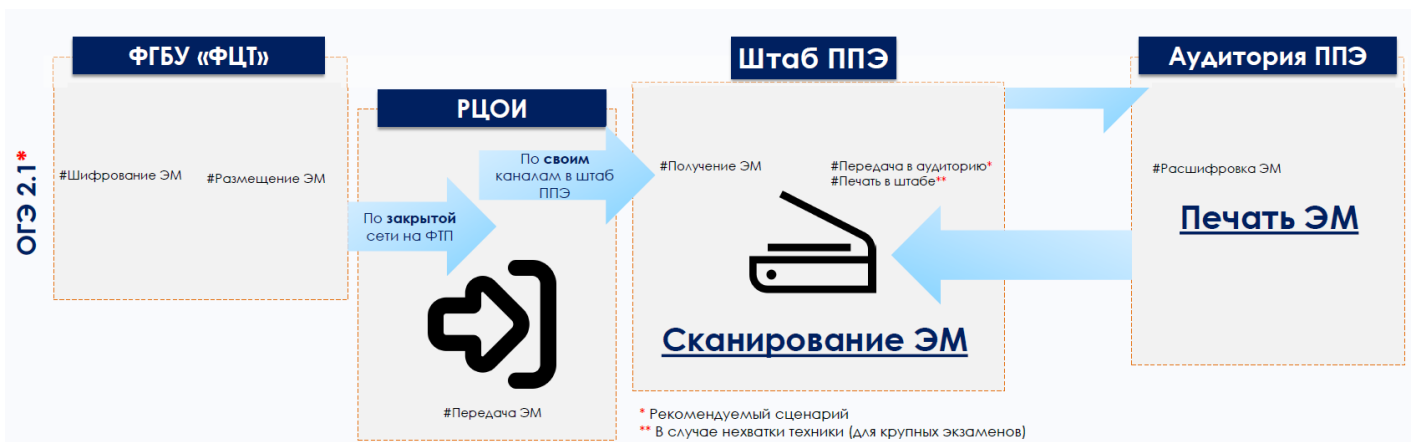 ОГЭ 2.1*
ФГБУ «ФЦТ»
#Шифрование ЭМ
#Размещение ЭМ
По закрытой
сети на ФТП
РЦОИ
По своим
каналам в штаб
ППЭ
#Передача ЭМ
Штаб ППЭ
#Получение ЭМ
#Передача в аудиторию*
#Печать в штабе**
Сканирование ЭМ
Аудитория ППЭ
#Расшифровка ЭМ
Печать ЭМ
* Рекомендуемый сценарий
** В случае нехватки техники (для крупных экзаменов)